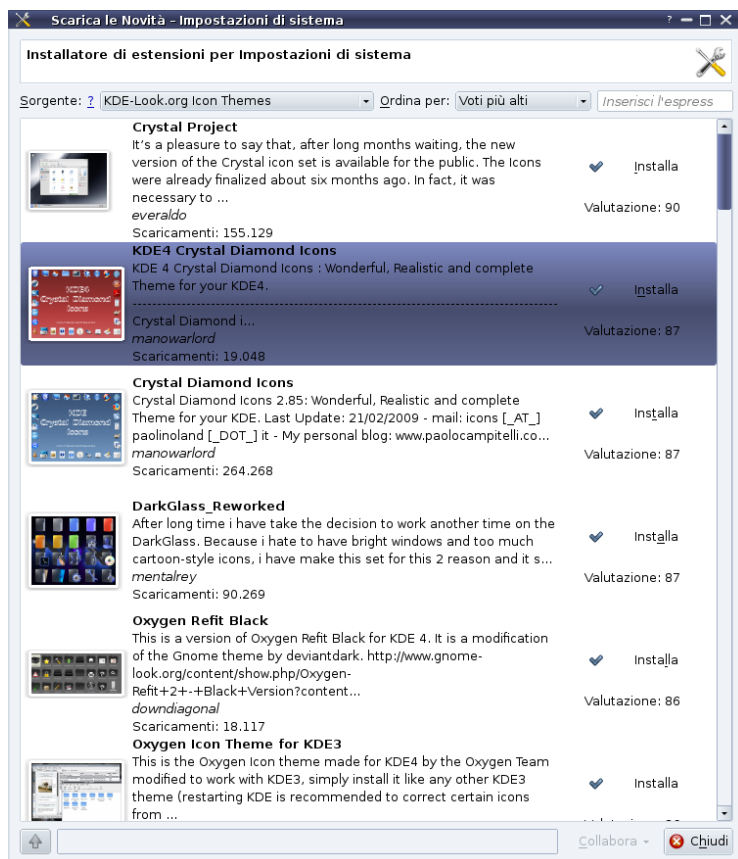 Scarica le Novità – Impostazioni di sistema
Installatore di estensioni per Impostazioni di sistema
Sorgente: ? KDE-Look.org Icon Themes Ordina per: Voti più alti Inserisci l'espress
Crystal Project
It's a pleasure to say that, after long months waiting, the new
version of the Crystal icon set is available for the public. The Icons
were already finalized about six months ago. In fact, it was
necessary to ...
everaldo
Scaricamenti: 155.129
Installa
Valutazione: 90
KDE4 Crystal Diamond Icons
KDE4
Crystal Diamond
Icons
KDE 4 Crystal Diamond Icons : Wonderful, Realistic and complete
Theme for your KDE4.
--------------------------------------------------------------------------------
Crystal Diamond i...
manowarlord
Scaricamenti: 19.048
Installa
Valutazione: 87
Crystal Diamond Icons
KDE
Crystal Diamond
Icons
Crystal Diamond Icons 2.85: Wonderful, Realistic and complete
Theme for your KDE. Last Update: 21/02/2009 - mail: icons [_AT_]
paolinoland [_DOT_] it - My personal blog: www.paolocampitelli.co...
manowarlord
Scaricamenti: 264.268
Installa
Valutazione: 87
DarkGlass_Reworked
After long time i have take the decision to work another time on the
DarkGlass. Because i hate to have bright windows and too much
cartoon-style icons, i have make this set for this 2 reason and it s...
mentalrey
Scaricamenti: 90.269
Installa
Valutazione: 87
Oxygen Refit Black
This is a version of Oxygen Refit Black for KDE 4. It is a modification
of the Gnome theme by deviantdark. http://www.gnome-
look.org/content/show.php/Oxygen-
Refit+2+-+Black+Version?content...
downdiagonal
Scaricamenti: 18.117
Installa
Valutazione: 86
Oxygen Icon Theme for KDE3
This is the Oxygen Icon theme made for KDE4 by the Oxygen Team
modified to work with KDE3, simply install it like any other KDE3
theme (restarting KDE is recommended to correct certain icons
from ...
Installa
Collabora
Chiudi